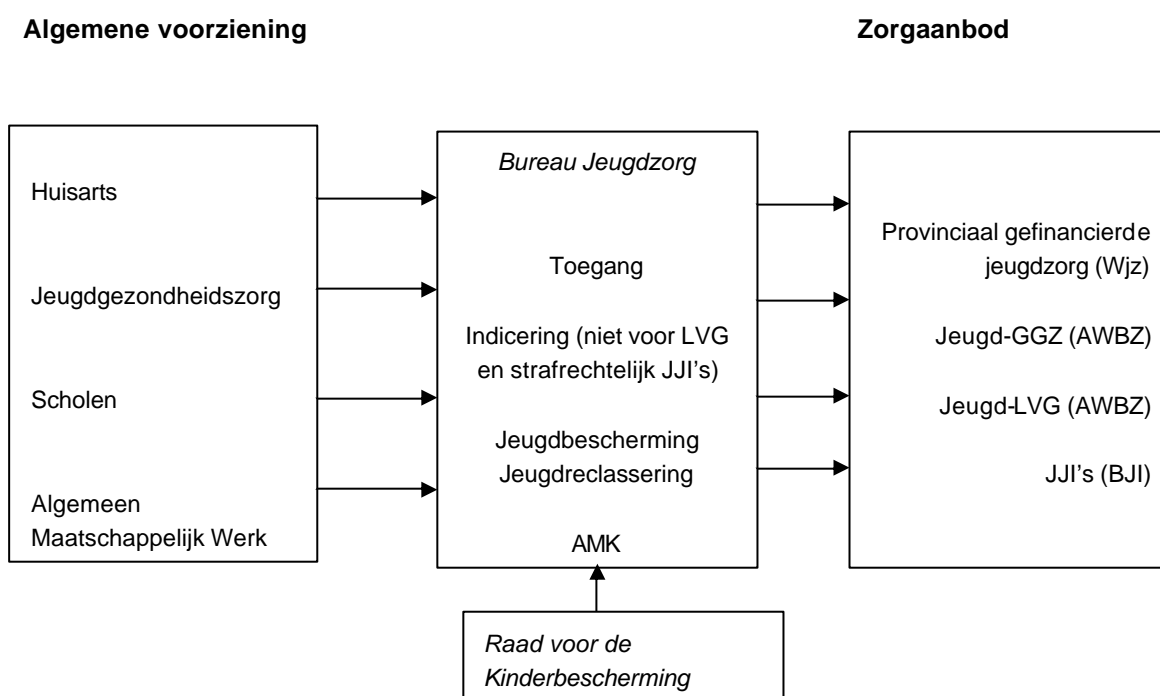 Algemene voorziening
Zorgaanbod
Huisarts
Jeugdgezondheidszorg
Scholen
Algemeen
Maatschappelijk Werk
Bureau Jeugdzorg
Toegang
Indicering (niet voor LVG
en strafrechtelijk JJI's)
Jeugdbescherming
Jeugdreclassering
AMK
Provinciaal gefinancierde
jeugdzorg (Wjz)
Jeugd-GGZ (AWBZ)
Jeugd-LVG (AWBZ)
JJI's (BJI)
Raad voor de
Kinderbescherming